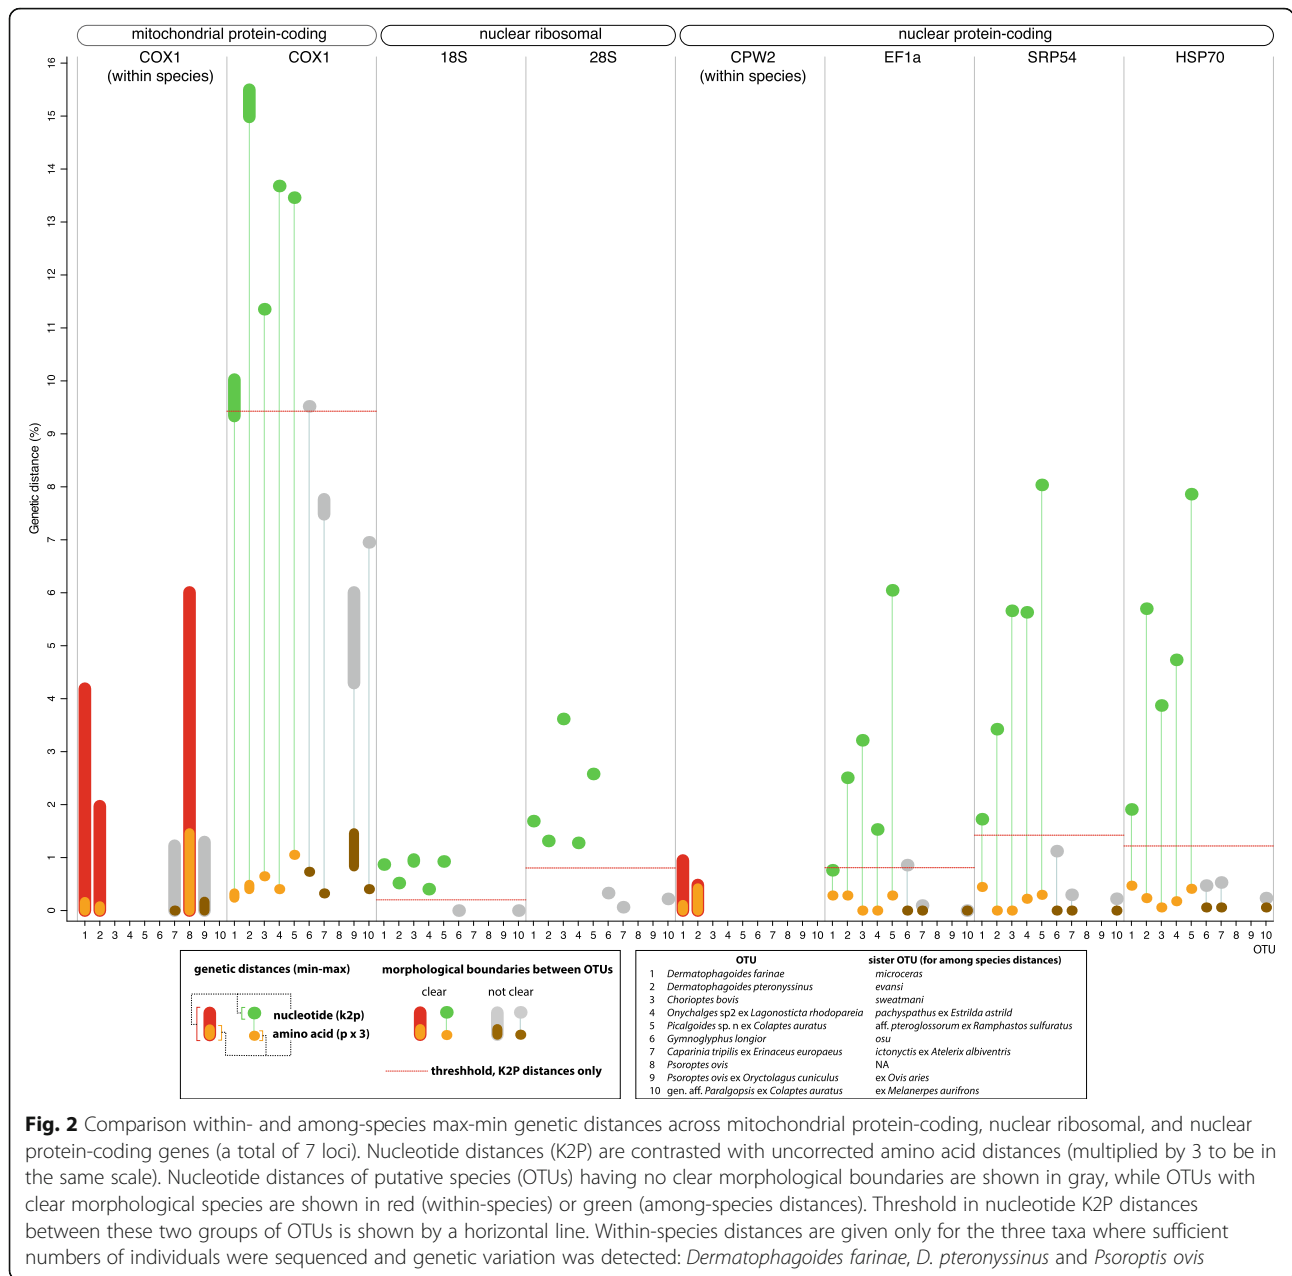 mitochondrial protein-coding
nuclear ribosomal
nuclear protein-coding
COX1
(within species)
COX1
18S
28S
CPW2
(within species)
EF1a
SRP54
HSP70
Genetic distance (%)
16
15
14
13
12
11
10
9
8
7
6
5
4
3
2
1
0
1 2 3 4 5 6 7 8 9 10 1 2 3 4 5 6 7 8 9 10 1 2 3 4 5 6 7 8 9 10 1 2 3 4 5 6 7 8 9 10 1 2 3 4 5 6 7 8 9 10 1 2 3 4 5 6 7 8 9 10 1 2 3 4 5 6 7 8 9 10 1 2 3 4 5 6 7 8 9 10
OTU
genetic distances (min-max)
nucleotide (k2p)
amino acid (p x 3)
morphological boundaries between OTUs
clear not clear
threshhold, K2P distances only
OTU sister OTU (for among species distances)
1 Dermatophagoides farinae microceras
2 Dermatophagoides pteronyssinus evansi
3 Chorioptes bovis sweatmani
4 Onychalges sp2 ex Lagonosticta rhodopareia pachyspathus ex Estrilda astrild
5 Picalgoides sp. n ex Colaptes auratus aff. pteroglossorum ex Ramphastos sulfuratus
6 Gymnoglyphus longior osu
7 Caparinia tripilis ex Erinaceus europaeus ictonyctis ex Atelerix albiventris
8 Psoroptes ovis NA
9 Psoroptes ovis ex Oryctolagus cuniculus ex Ovis aries
10 gen. aff. Paralgopsis ex Colaptes auratus ex Melanerpes aurifrons
Fig. 2 Comparison within- and among-species max-min genetic distances across mitochondrial protein-coding, nuclear ribosomal, and nuclear
protein-coding genes (a total of 7 loci). Nucleotide distances (K2P) are contrasted with uncorrected amino acid distances (multiplied by 3 to be in
the same scale). Nucleotide distances of putative species (OTUs) having no clear morphological boundaries are shown in gray, while OTUs with
clear morphological species are shown in red (within-species) or green (among-species distances). Threshold in nucleotide K2P distances
between these two groups of OTUs is shown by a horizontal line. Within-species distances are given only for the three taxa where sufficient
numbers of individuals were sequenced and genetic variation was detected: Dermatophagoides farinae, D. pteronyssinus and Psoroptis ovis